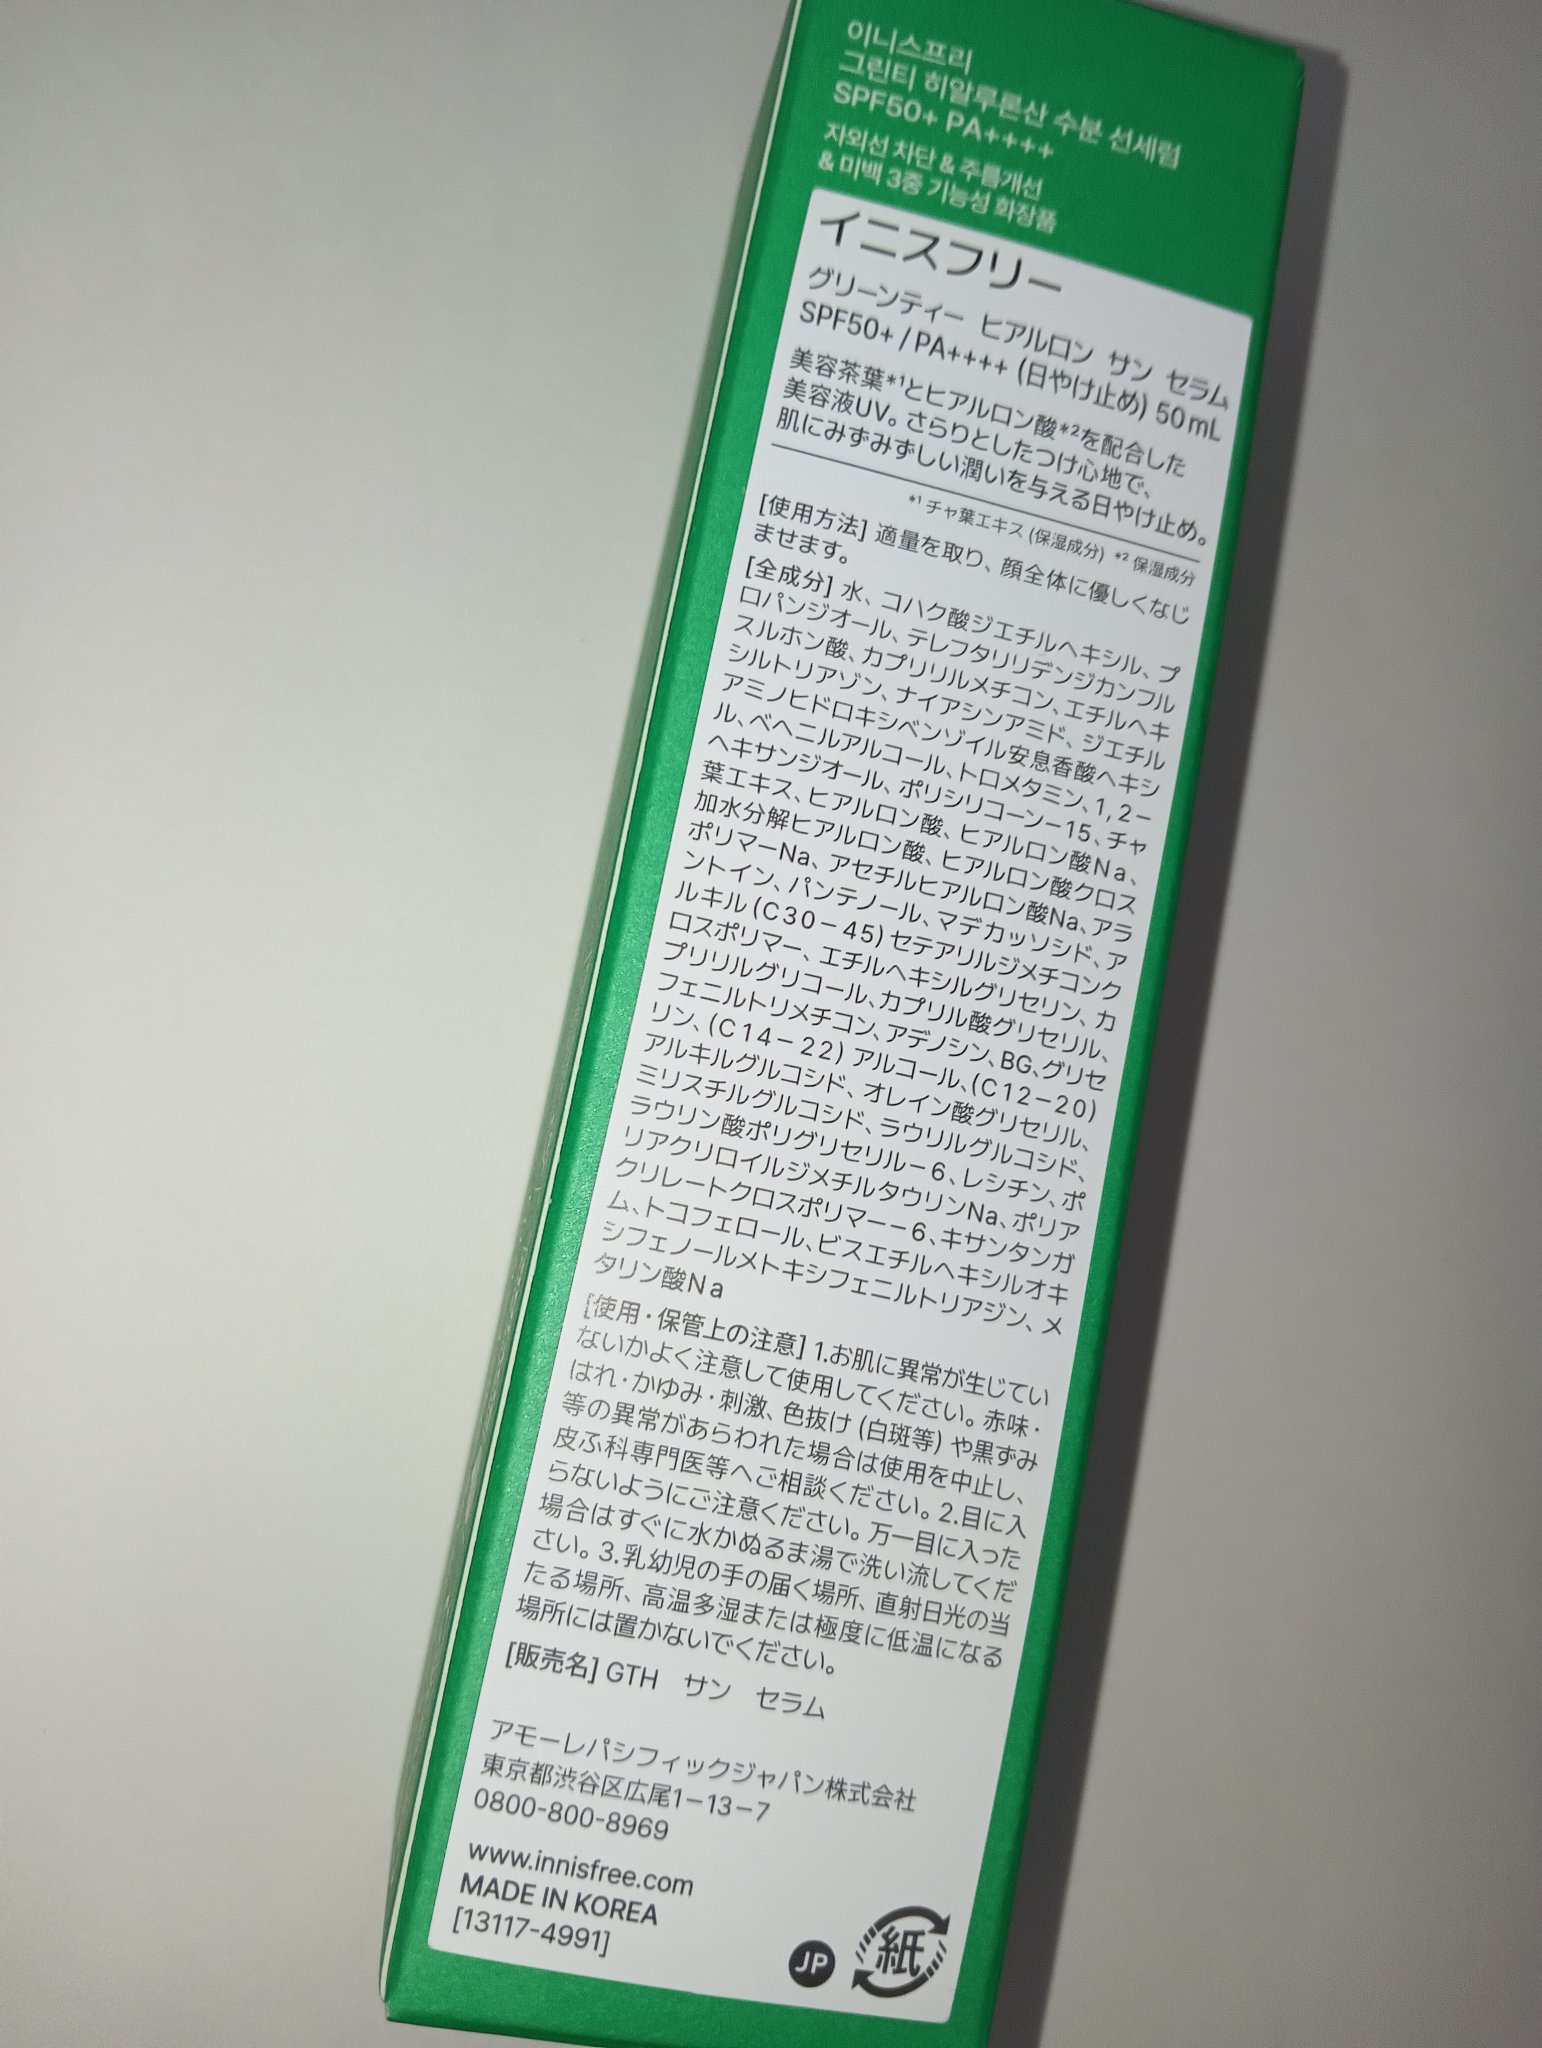 이니스프리
그린티 히알루론산 수분 선세럼
SPF50+ PA++++
자외선 차단 & 주름개선
& 미백 3중 기능성 화장품
イニスフリー
グリーンティー ヒアルロン サン セラム
SPF50+ / PA++++ (日やけ止め) 50mL
美容茶葉*1とヒアルロン酸*2を配合した
美容液UV。さらりとしたつけ心地で、
肌にみずみずしい潤いを与える日やけ止め。
*1 チャ葉エキス (保湿成分) *2 保湿成分
[使用方法] 適量を取り、顔全体に優しくなじ
ませます。
[全成分] 水、コハク酸ジエチルヘキシル、プ
ロパンジオール、テレフタリリデンジカンフル
スルホン酸、カプリリルメチコン、エチルヘキ
シルトリアゾン、ナイアシンアミド、ジエチル
アミノヒドロキシベンゾイル安息香酸ヘキシ
ル、ベヘニルアルコール、トロメタミン、1,2－
ヘキサンジオール、ポリシリコーン－15、チャ
葉エキス、ヒアルロン酸、ヒアルロン酸Na、
加水分解ヒアルロン酸、ヒアルロン酸クロス
ポリマーNa、アセチルヒアルロン酸Na、アラ
ントイン、パンテノール、マデカッソシド、ア
ルキル(C30－45)セテアリルジメチコンク
ロスポリマー、エチルヘキシルグリセリン、カ
プリリルグリコール、カプリル酸グリセリル、
フェニルトリメチコン、アデノシン、BG、グリセ
リン、(C14－22)アルコール、(C12－20)
アルキルグルコシド、オレイン酸グリセリル、
ミリスチルグルコシド、ラウリルグルコシド、
ラウリン酸ポリグリセリル－6、レシチン、ポ
リアクリロイルジメチルタウリンNa、ポリア
クリレートクロスポリマー－6、キサンタンガ
ム、トコフェロール、ビスエチルヘキシルオキ
シフェノールメトキシフェニルトリアジン、メ
タリン酸Na
[使用・保管上の注意] 1.お肌に異常が生じてい
ないかよく注意して使用してください。赤味・
はれ・かゆみ・刺激、色抜け (白斑等) や黒ずみ
等の異常があらわれた場合は使用を中止し、
皮ふ科専門医等へご相談ください。2.目に入
らないようにご注意ください。万一目に入った
場合はすぐに水かぬるま湯で洗い流してくだ
さい。3.乳幼児の手の届く場所、直射日光の当
たる場所、高温多湿または極度に低温になる
場所には置かないでください。
[販売名] GTH サン セラム
アモーレパシフィックジャパン株式会社
東京都渋谷区広尾1－13－7
0800-800-8969
www.innisfree.com
MADE IN KOREA
[13117-4991]
JP
紙